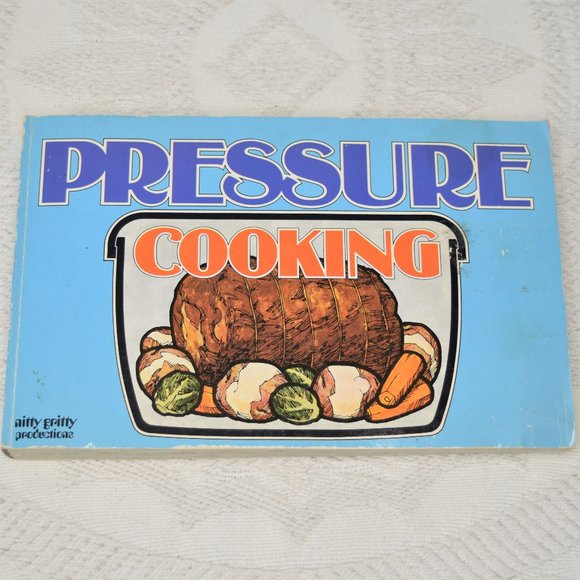 PRESSURE
COOKING
nitty gritty
productions